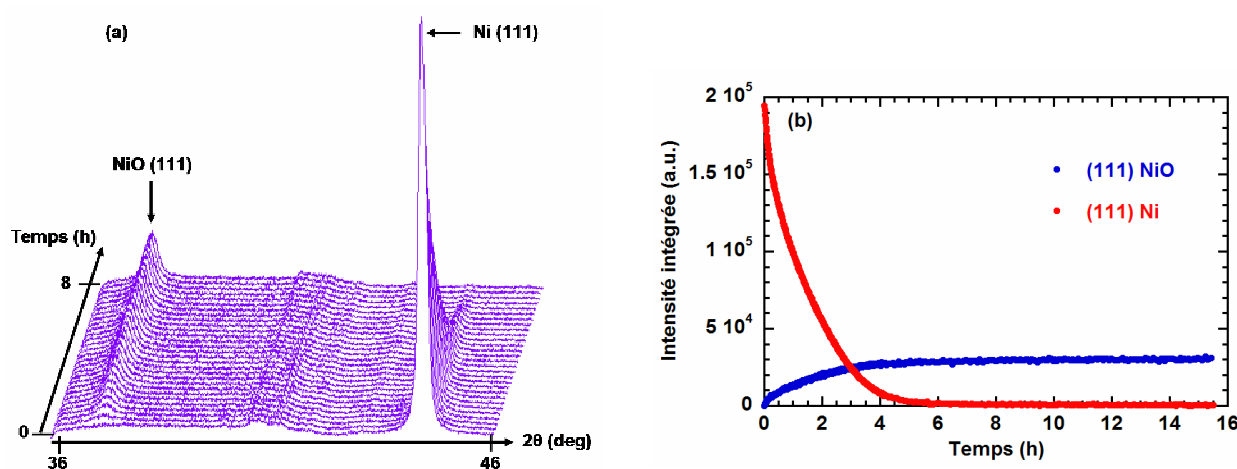 (a)
Ni (111)
NiO (111)
Temps (h)
8
0
36
46
2θ (deg)
(b)
2 10⁵
1.5 10⁵
1 10⁵
5 10⁴
0
Intensité intégrée (a.u.)
(111) NiO
(111) Ni
0 2 4 6 8 10 12 14 16
Temps (h)